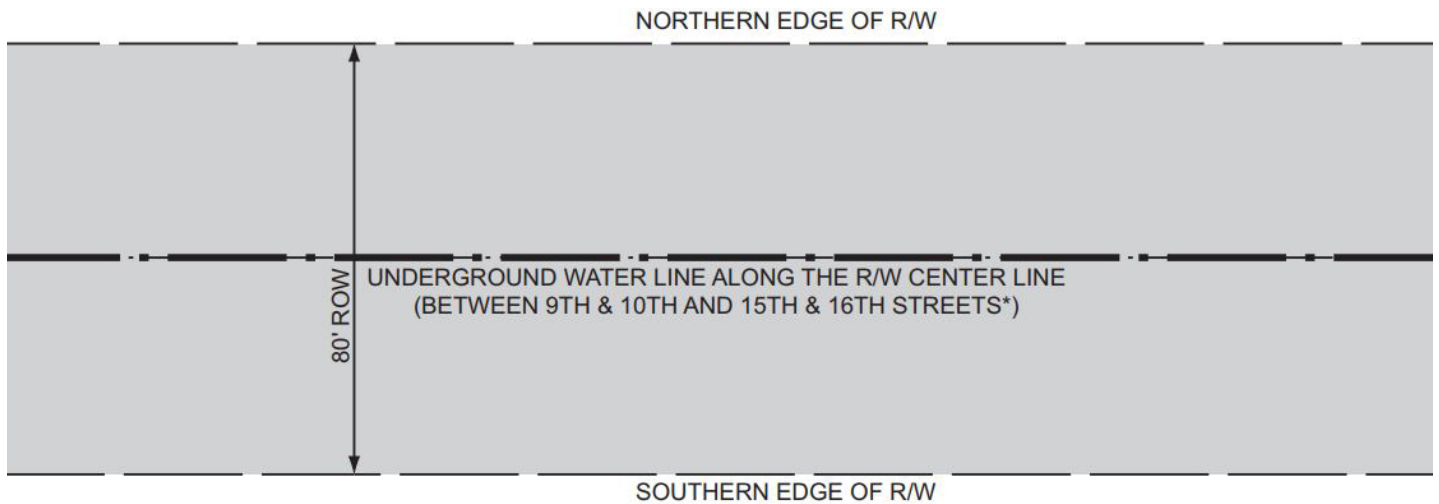 NORTHERN EDGE OF R/W
80' ROW
UNDERGROUND WATER LINE ALONG THE R/W CENTER LINE
(BETWEEN 9TH & 10TH AND 15TH & 16TH STREETS*)
SOUTHERN EDGE OF R/W